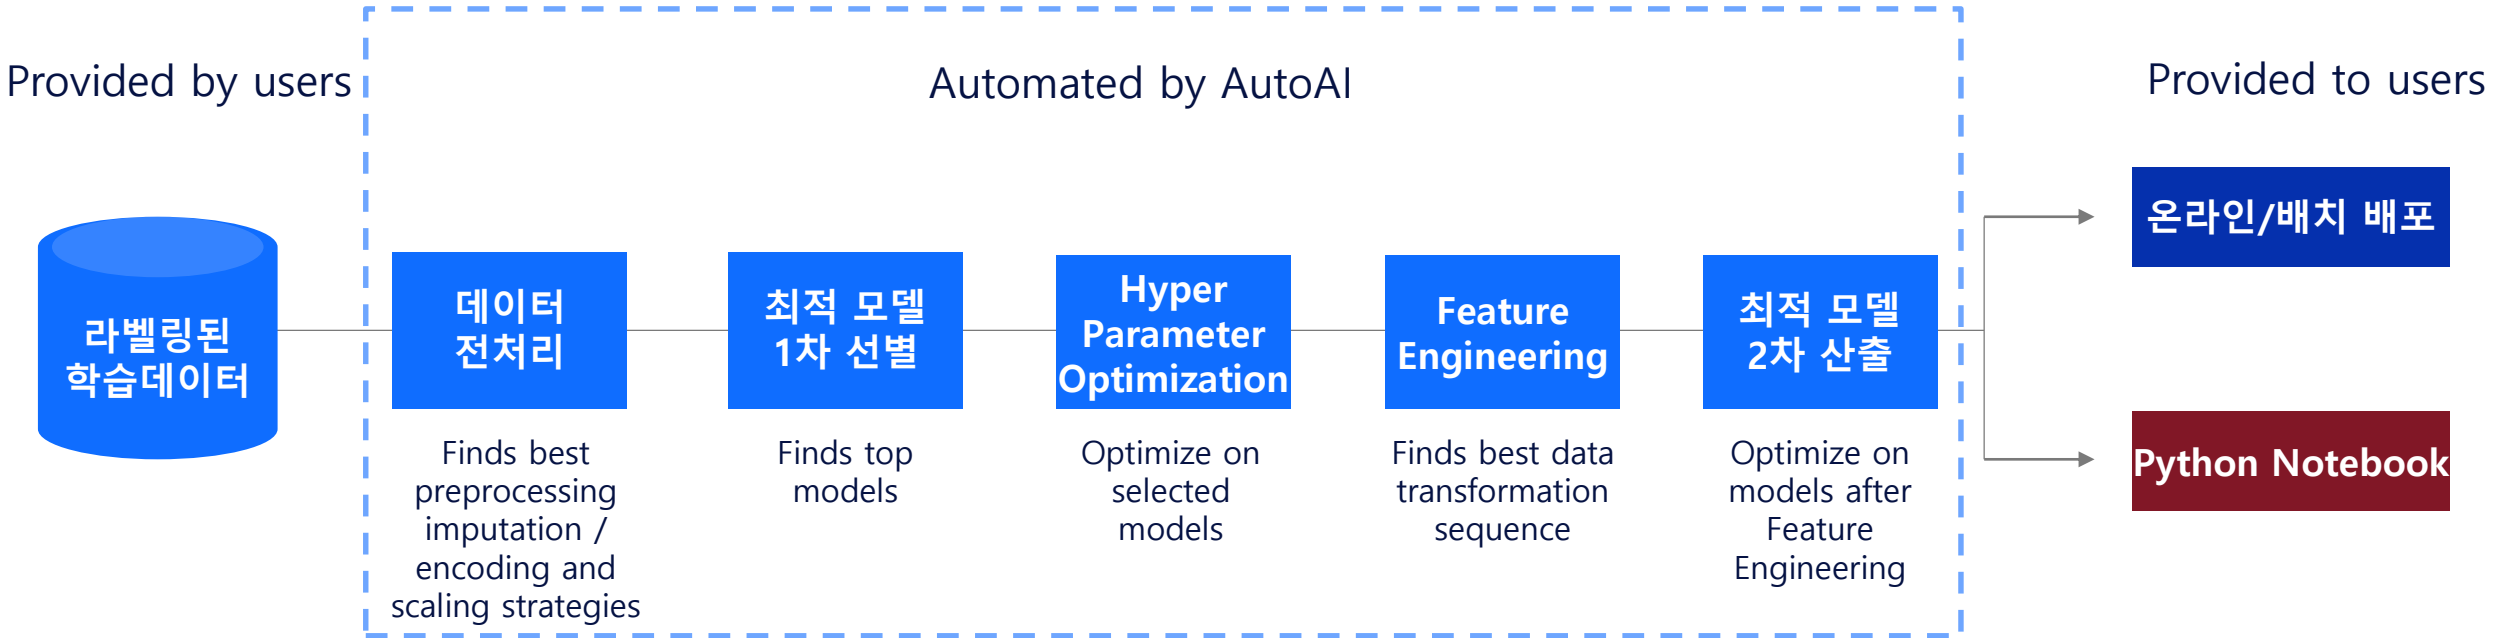 Provided by users
Automated by AutoAI
Provided to users
라벨링된
학습데이터
데이터
전처리
Finds best
preprocessing
imputation /
encoding and
scaling strategies
최적 모델
1차 선별
Finds top
models
Hyper
Parameter
Optimization
Optimize on
selected
models
Feature
Engineering
Finds best data
transformation
sequence
최적 모델
2차 산출
Optimize on
models after
Feature
Engineering
온라인/배치 배포
Python Notebook